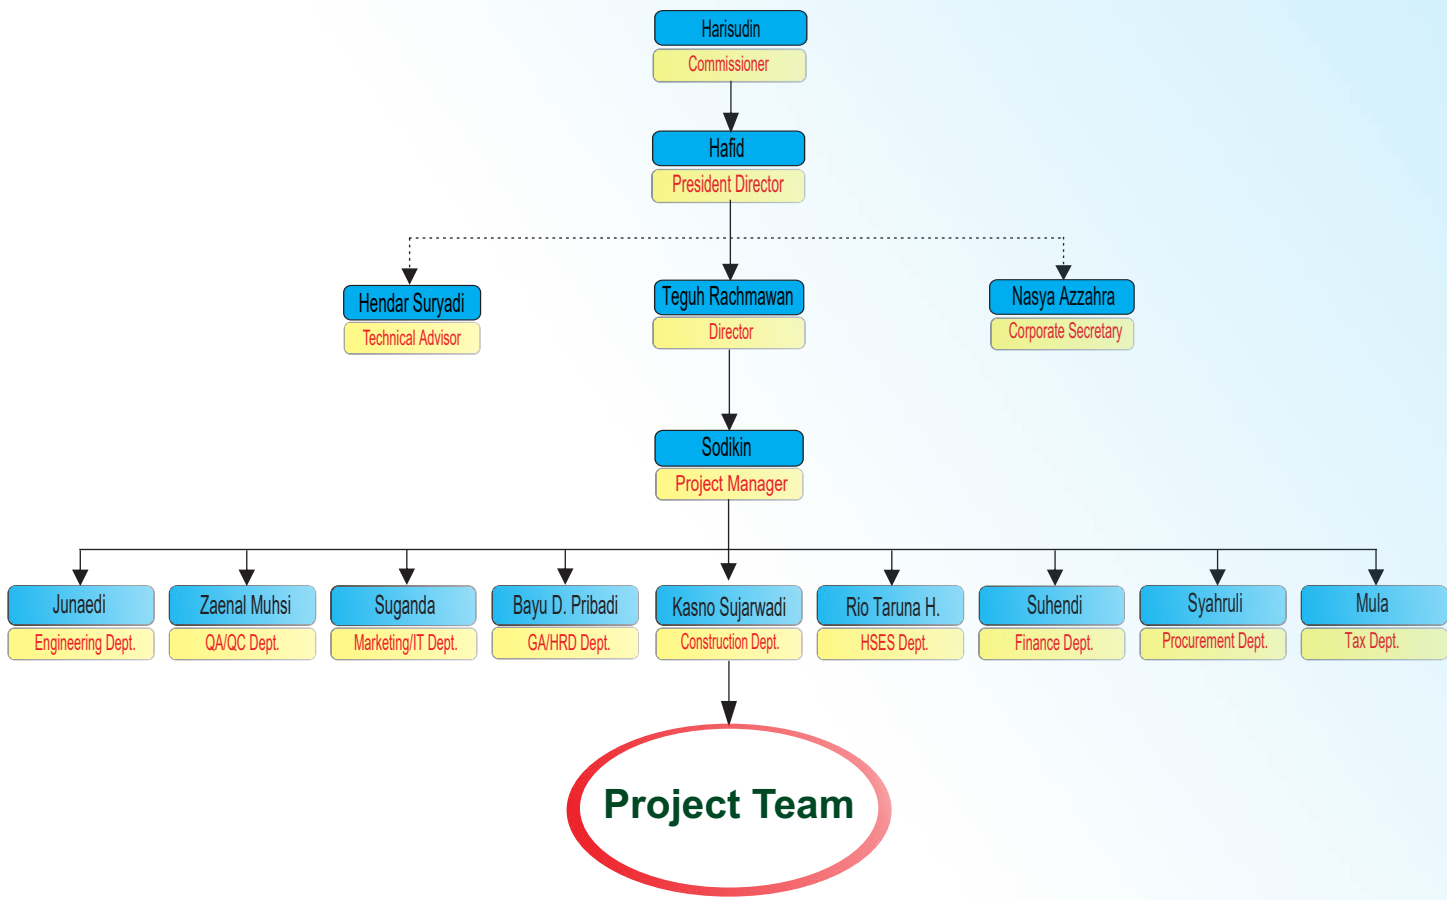 Harisudin
Commissioner
Hafid
President Director
Hendar Suryadi
Technical Advisor
Teguh Rachmawan
Director
Nasya Azzahra
Corporate Secretary
Sodikin
Project Manager
Junaedi
Engineering Dept.
Zaenal Muhsi
QA/QC Dept.
Suganda
Marketing/IT Dept.
Bayu D. Pribadi
GA/HRD Dept.
Kasno Sujarwadi
Construction Dept.
Rio Taruna H.
HSES Dept.
Suhendi
Finance Dept.
Syahruli
Procurement Dept.
Mula
Tax Dept.
Project Team